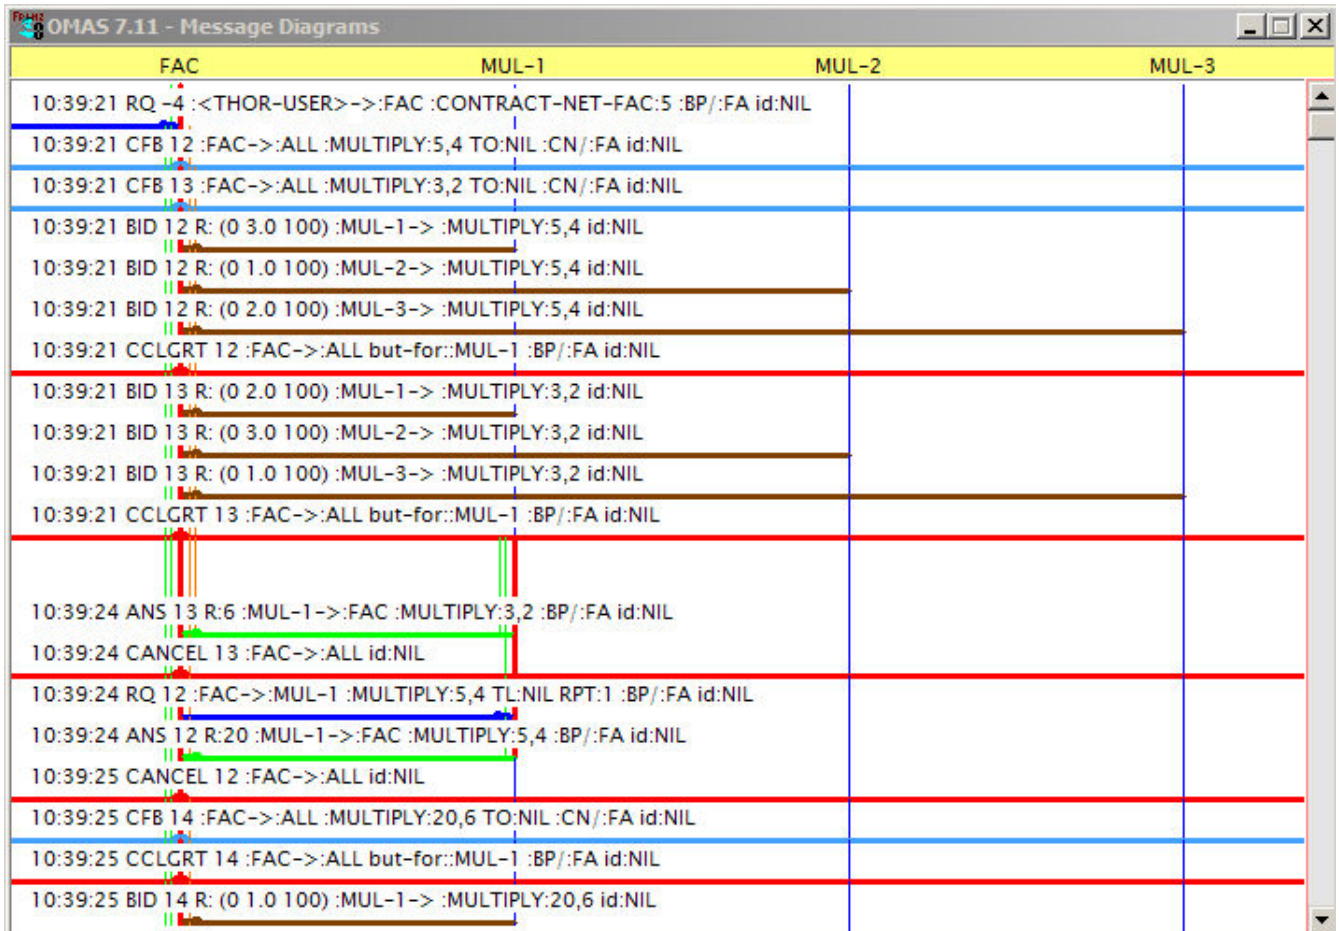 OMAS 7.11 - Message Diagrams
FAC MUL-1 MUL-2 MUL-3
10:39:21 RQ -4 :<THOR-USER>->:FAC :CONTRACT-NET-FAC:5 :BP/:FA id:NIL
10:39:21 CFB 12 :FAC->:ALL :MULTIPLY:5,4 TO:NIL :CN/:FA id:NIL
10:39:21 CFB 13 :FAC->:ALL :MULTIPLY:3,2 TO:NIL :CN/:FA id:NIL
10:39:21 BID 12 R: (0 3.0 100) :MUL-1-> :MULTIPLY:5,4 id:NIL
10:39:21 BID 12 R: (0 1.0 100) :MUL-2-> :MULTIPLY:5,4 id:NIL
10:39:21 BID 12 R: (0 2.0 100) :MUL-3-> :MULTIPLY:5,4 id:NIL
10:39:21 CCLGRT 12 :FAC->:ALL but-for::MUL-1 :BP/:FA id:NIL
10:39:21 BID 13 R: (0 2.0 100) :MUL-1-> :MULTIPLY:3,2 id:NIL
10:39:21 BID 13 R: (0 3.0 100) :MUL-2-> :MULTIPLY:3,2 id:NIL
10:39:21 BID 13 R: (0 1.0 100) :MUL-3-> :MULTIPLY:3,2 id:NIL
10:39:21 CCLGRT 13 :FAC->:ALL but-for::MUL-1 :BP/:FA id:NIL
10:39:24 ANS 13 R:6 :MUL-1->:FAC :MULTIPLY:3,2 :BP/:FA id:NIL
10:39:24 CANCEL 13 :FAC->:ALL id:NIL
10:39:24 RQ 12 :FAC->:MUL-1 :MULTIPLY:5,4 TL:NIL RPT:1 :BP/:FA id:NIL
10:39:24 ANS 12 R:20 :MUL-1->:FAC :MULTIPLY:5,4 :BP/:FA id:NIL
10:39:25 CANCEL 12 :FAC->:ALL id:NIL
10:39:25 CFB 14 :FAC->:ALL :MULTIPLY:20,6 TO:NIL :CN/:FA id:NIL
10:39:25 CCLGRT 14 :FAC->:ALL but-for::MUL-1 :BP/:FA id:NIL
10:39:25 BID 14 R: (0 1.0 100) :MUL-1-> :MULTIPLY:20,6 id:NIL